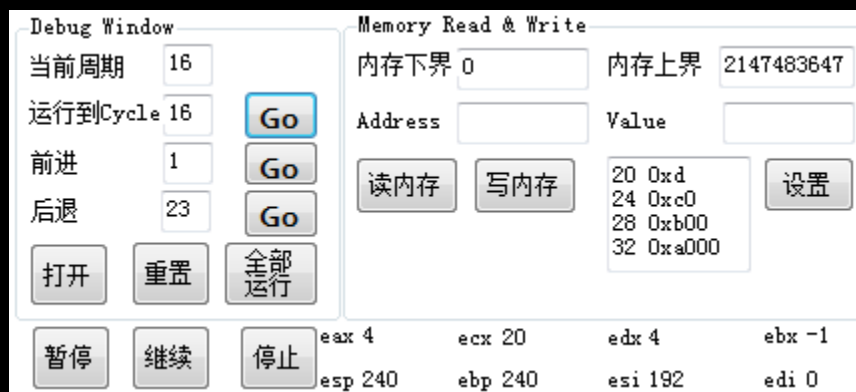 Debug Window
当前周期 16
运行到Cycle 16 Go
前进 1 Go
后退 23 Go
打开 重置 全部运行
暂停 继续 停止
Memory Read & Write
内存下界 0 内存上界 2147483647
Address Value
读内存 写内存 设置
20 0xd
24 0xc0
28 0xb00
32 0xa000
eax 4 ecx 20 edx 4 ebx -1
esp 240 ebp 240 esi 192 edi 0